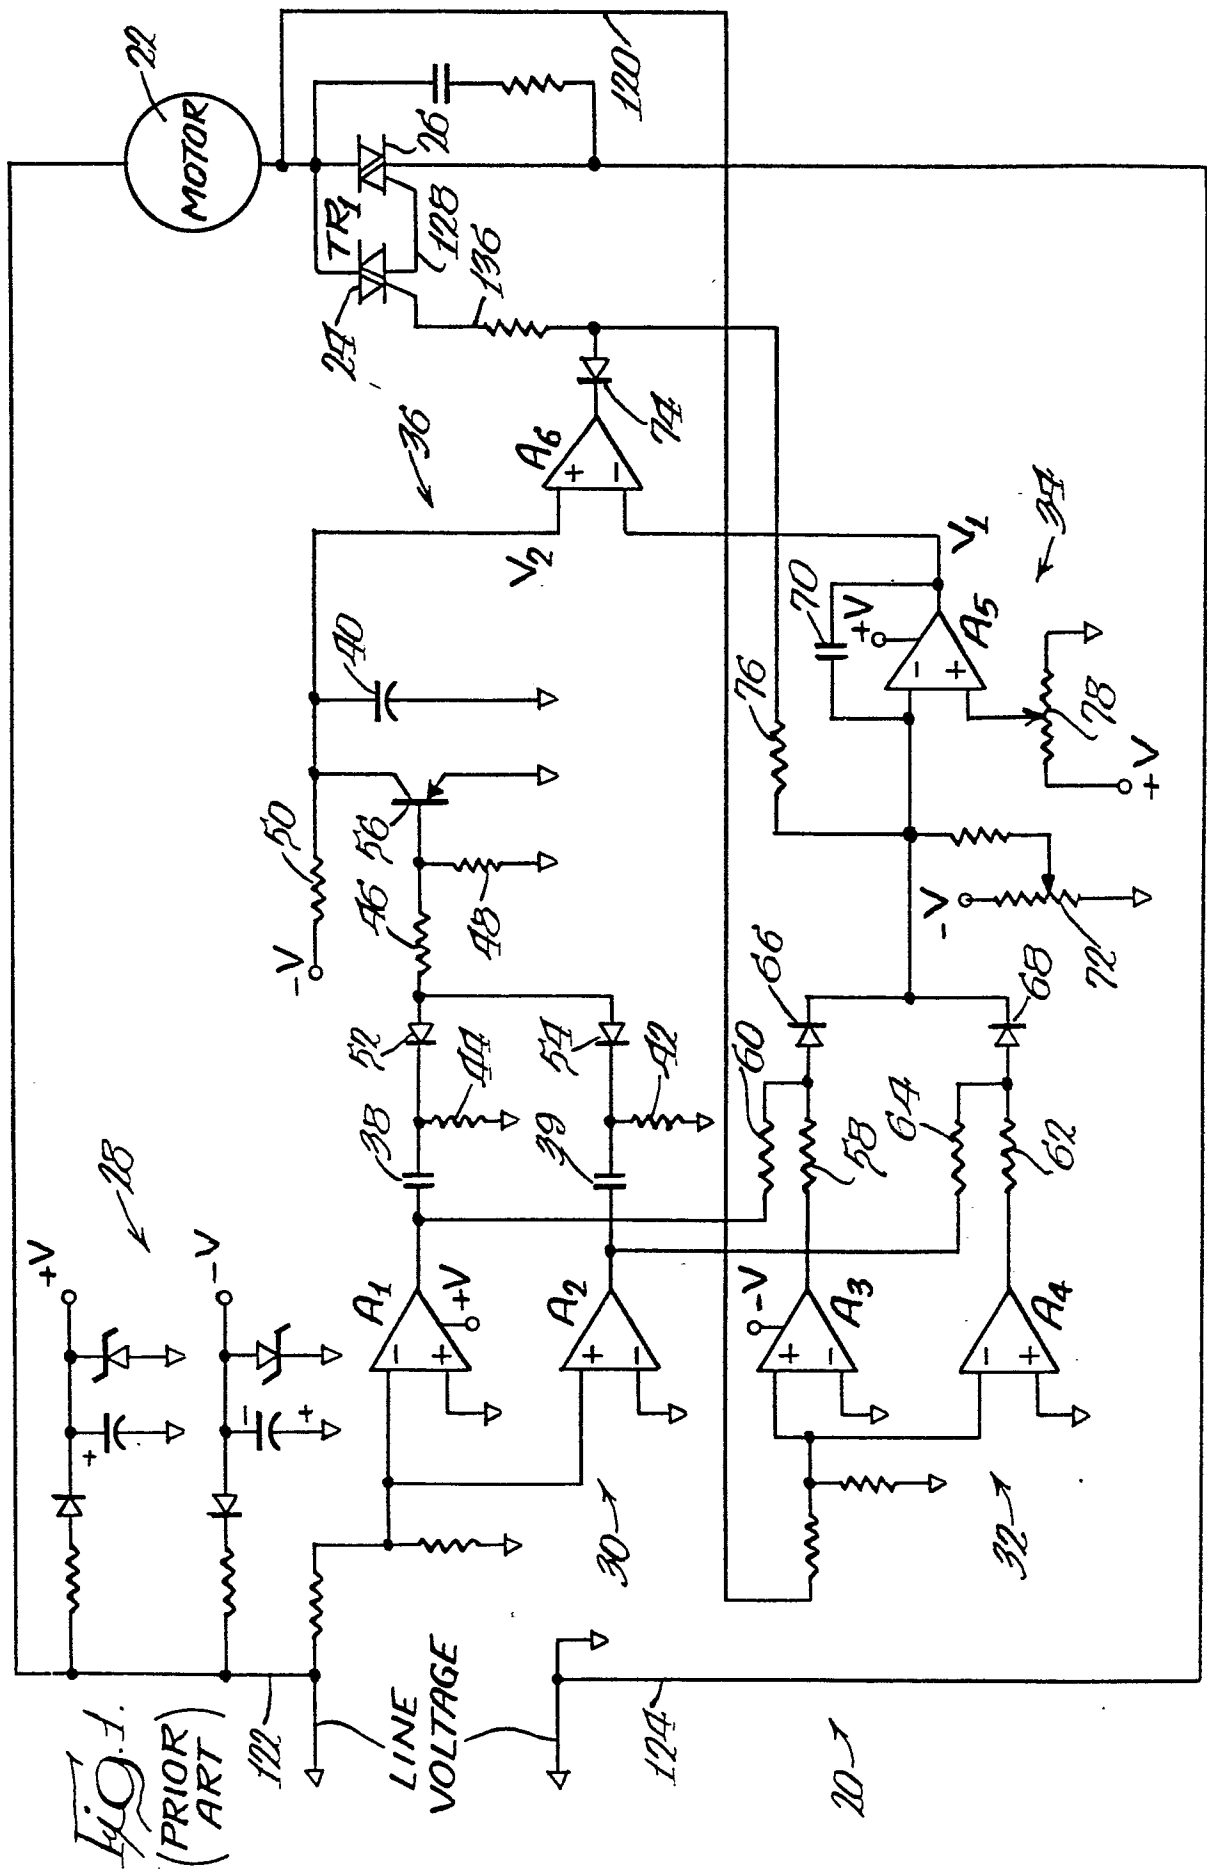 Fig. 1.
(PRIOR
ART)
122
LINE
VOLTAGE
124
20
+V
-V
28
+
-
+
30
32
A1
-
+
+V
A2
+
-
A3
+
-
-V
A4
-
+
38
39
44
42
52
54
46
48
50
-V
56
40
60
58
64
62
66
68
72
-V
76
70
+V
A5
-
+
78
+V
34
V1
V2
36
A6
+
-
74
24
TR1
26
128
136
120
MOTOR
22